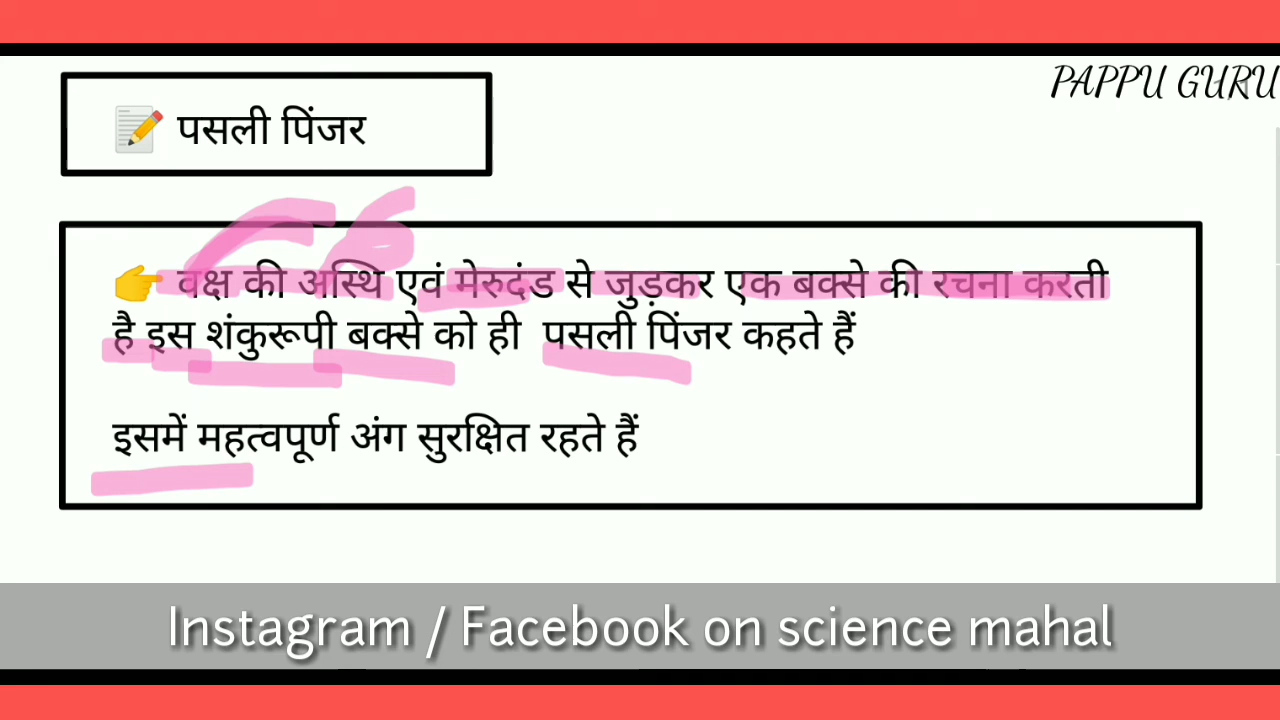 PAPPU GURU
📝 पसली पिंजर
👉 वक्ष की अस्थि एवं मेरुदंड से जुड़कर एक बक्से की रचना करती
है इस शंकुरूपी बक्से को ही पसली पिंजर कहते हैं
इसमें महत्वपूर्ण अंग सुरक्षित रहते हैं
Instagram / Facebook on science mahal